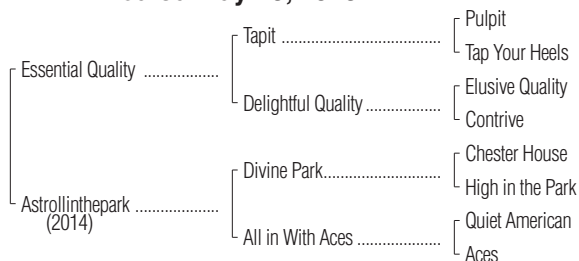 Pulpit
Tapit ..............................
Tap Your Heels
Essential Quality ..................
Elusive Quality
Delightful Quality ..................
Contrive
Chester House
Divine Park............................
High in the Park
Astrollinthepark ....................
(2014)
Quiet American
All in With Aces ....................
Aces